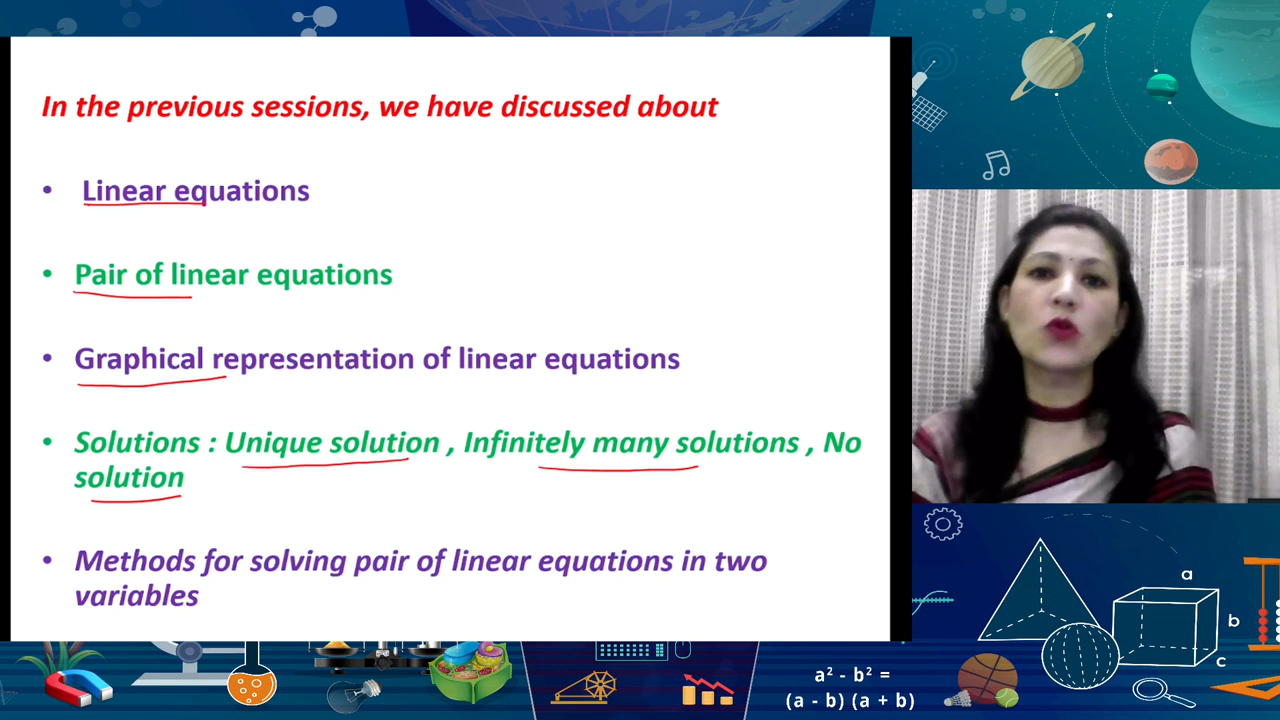 In the previous sessions, we have discussed about
• Linear equations
• Pair of linear equations
• Graphical representation of linear equations
• Solutions : Unique solution , Infinitely many solutions , No
solution
• Methods for solving pair of linear equations in two
variables
a
b
c
a² - b² =
(a - b) (a + b)